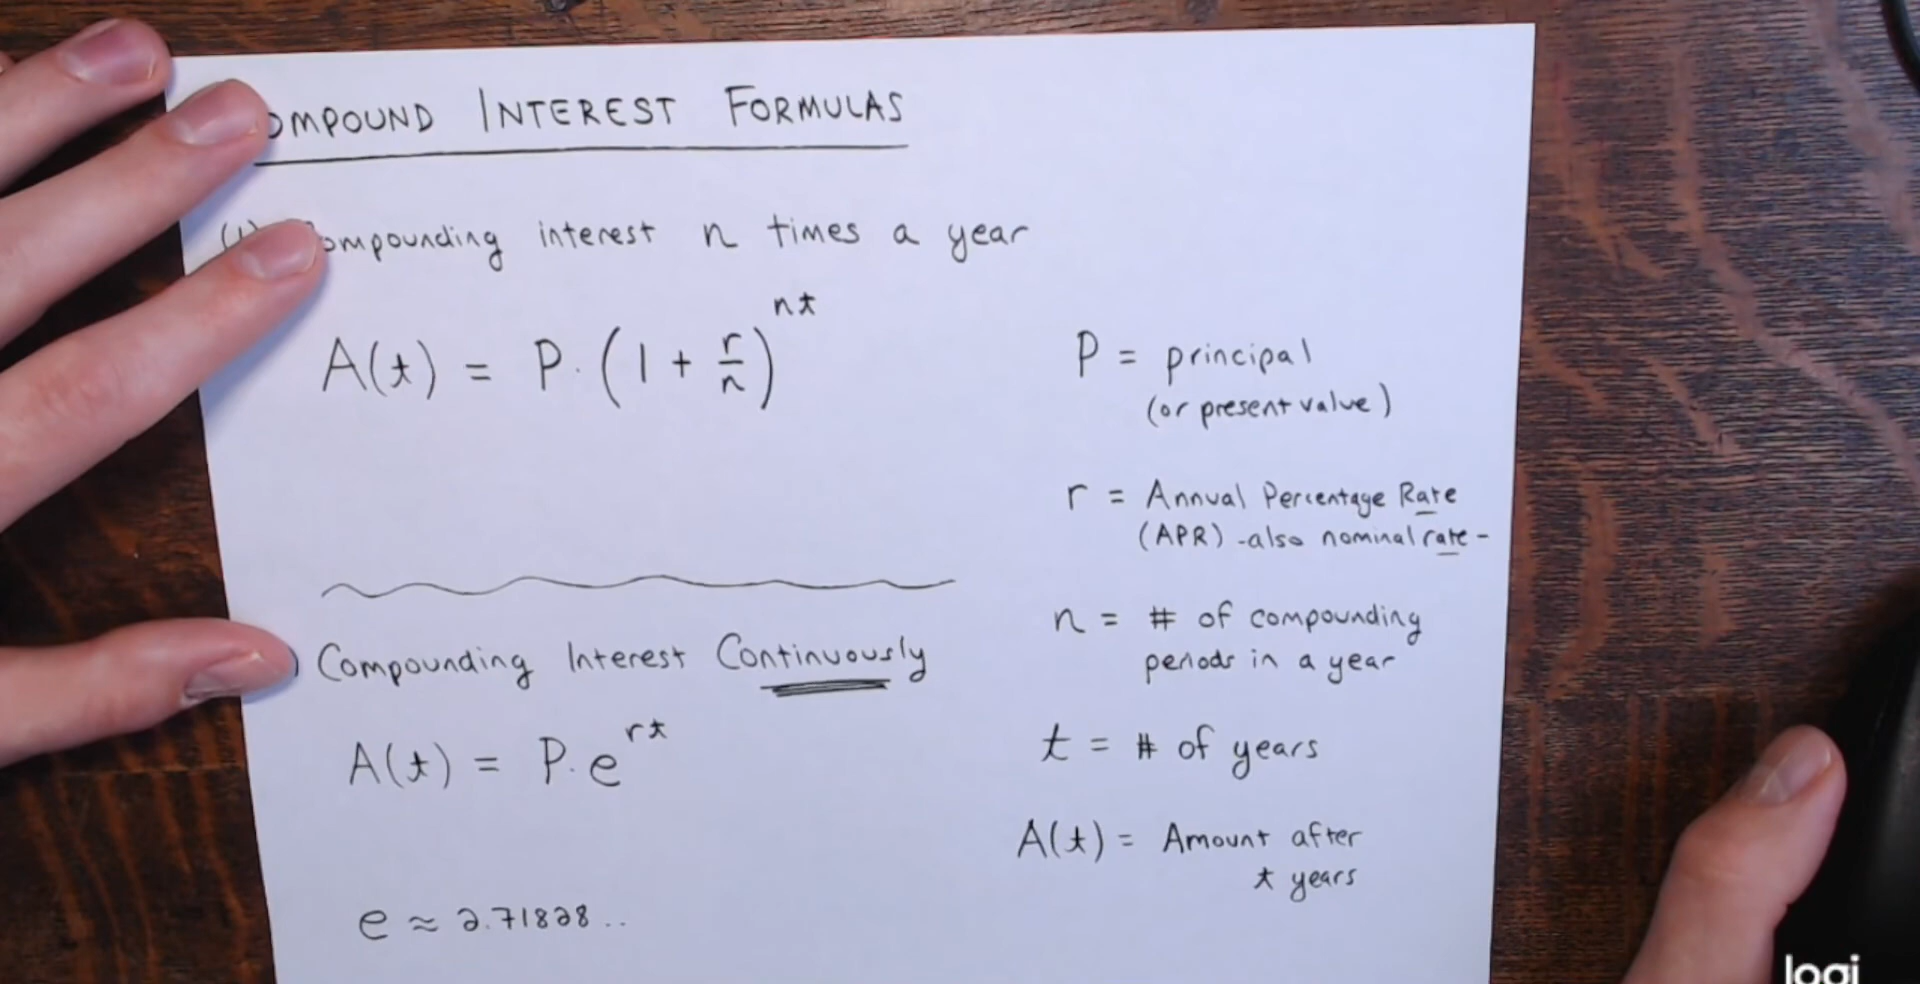 OMPOUND INTEREST FORMULAS
(1) ompounding interest n times a year
A(t) = P · (1 + r/n)^nt
P = principal
(or present value)
r = Annual Percentage Rate
(APR) -also nominal rate-
n = # of compounding
periods in a year
) Compounding Interest Continuously
t = # of years
A(t) = P · e^rt
A(t) = Amount after
t years
e ≈ 2.71828..
logi